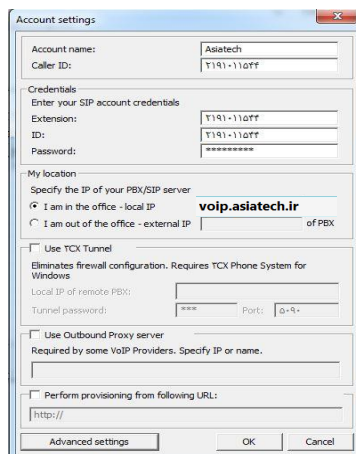 Account settings
Account name: Asiatech
Caller ID: ۲۱۹۱۰۱۱۵۴۴
Credentials
Enter your SIP account credentials
Extension: ۲۱۹۱۰۱۱۵۴۴
ID: ۲۱۹۱۰۱۱۵۴۴
Password: *********
My location
Specify the IP of your PBX/SIP server
I am in the office - local IP voip.asiatech.ir
I am out of the office - external IP of PBX
Use ۳CX Tunnel
Eliminates firewall configuration. Requires ۳CX Phone System for
Windows
Local IP of remote PBX:
Tunnel password: *** Port: ۵۰۹۰
Use Outbound Proxy server
Required by some VoIP Providers. Specify IP or name.
Perform provisioning from following URL:
http://
Advanced settings OK Cancel